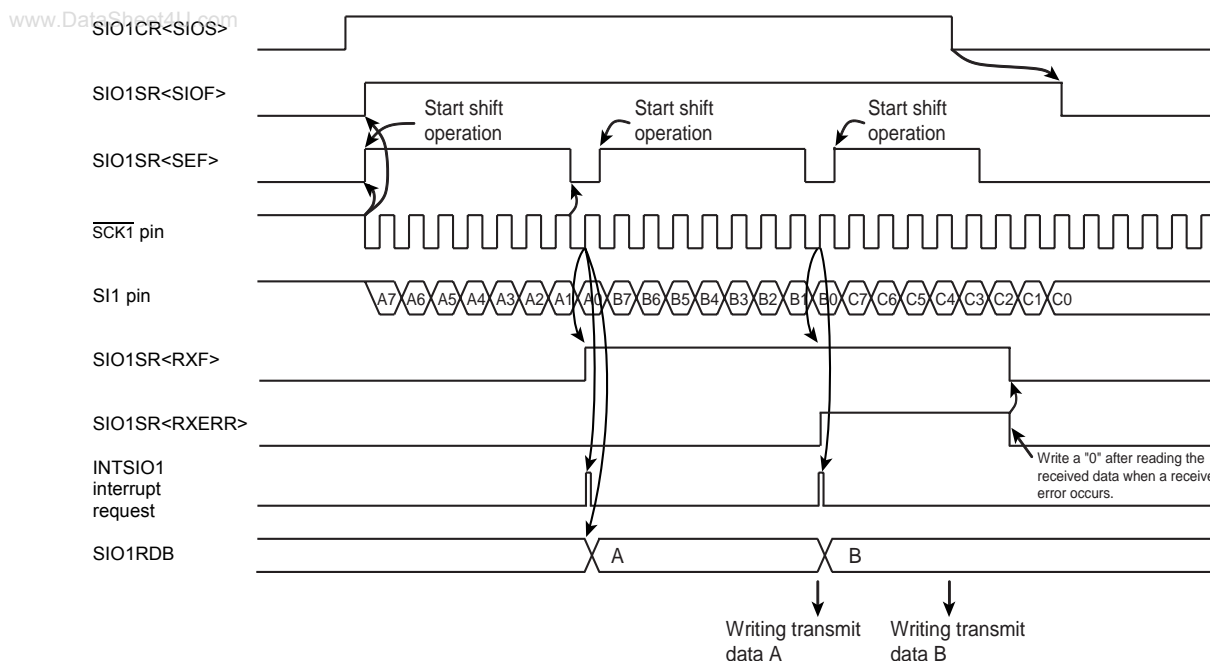 www.DataSheet4U.com
SIO1CR<SIOS>
SIO1SR<SIOF>
Start shift
operation
Start shift
operation
Start shift
operation
SIO1SR<SEF>
SCK1 pin
SI1 pin
A7 A6 A5 A4 A3 A2 A1 A0 B7 B6 B5 B4 B3 B2 B1 B0 C7 C6 C5 C4 C3 C2 C1 C0
SIO1SR<RXF>
SIO1SR<RXERR>
Write a "0" after reading the
received data when a receive
error occurs.
INTSIO1
interrupt
request
SIO1RDB
A
B
Writing transmit
data A
Writing transmit
data B